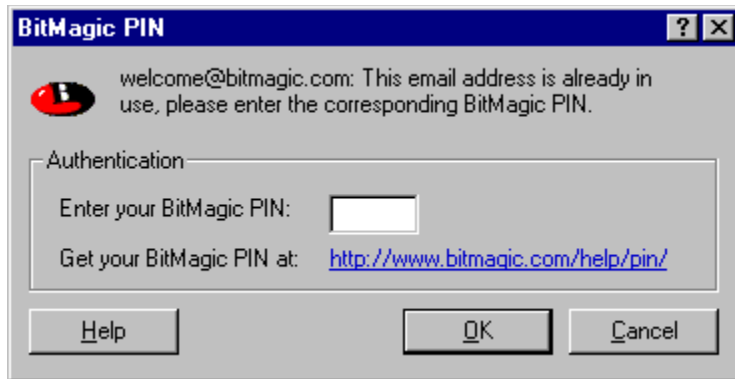 BitMagic PIN
welcome@bitmagic.com: This email address is already in
use, please enter the corresponding BitMagic PIN.
Authentication
Enter your BitMagic PIN:
Get your BitMagic PIN at: http://www.bitmagic.com/help/pin/
Help OK Cancel